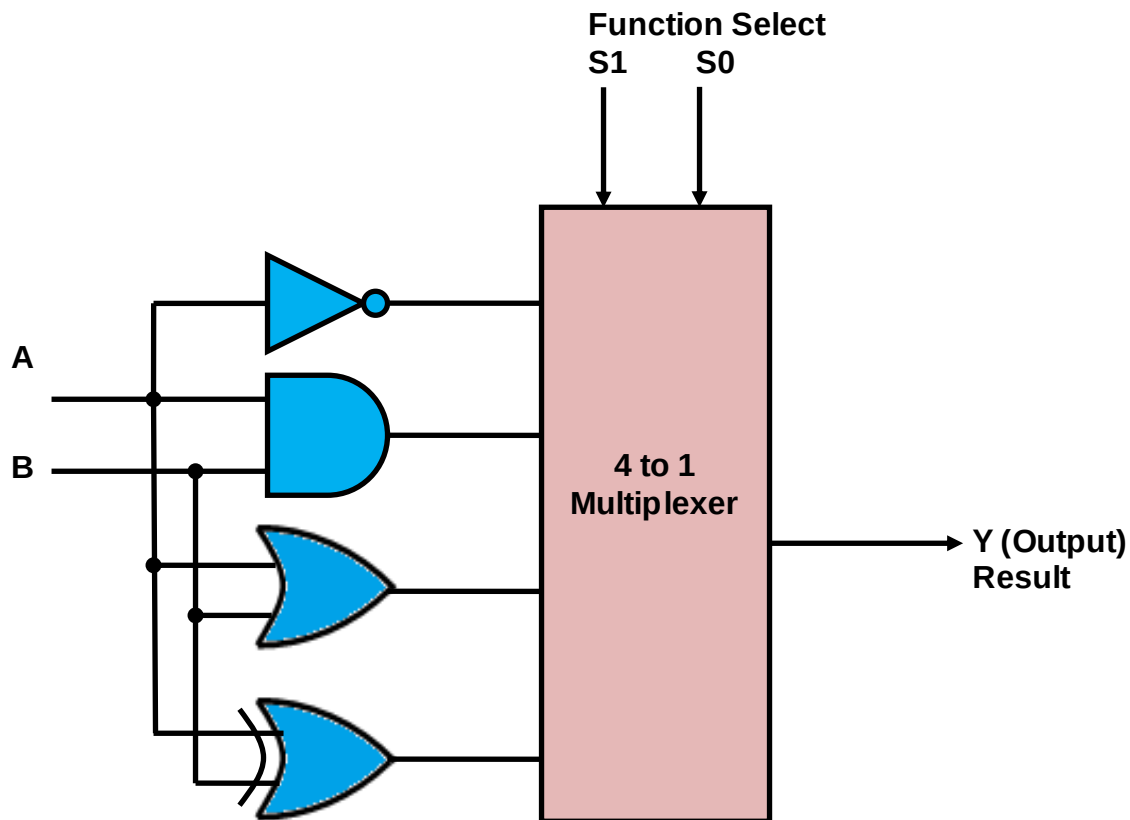 Function Select
S1 S0
A
B
4 to 1
Multiplexer
Y (Output)
Result